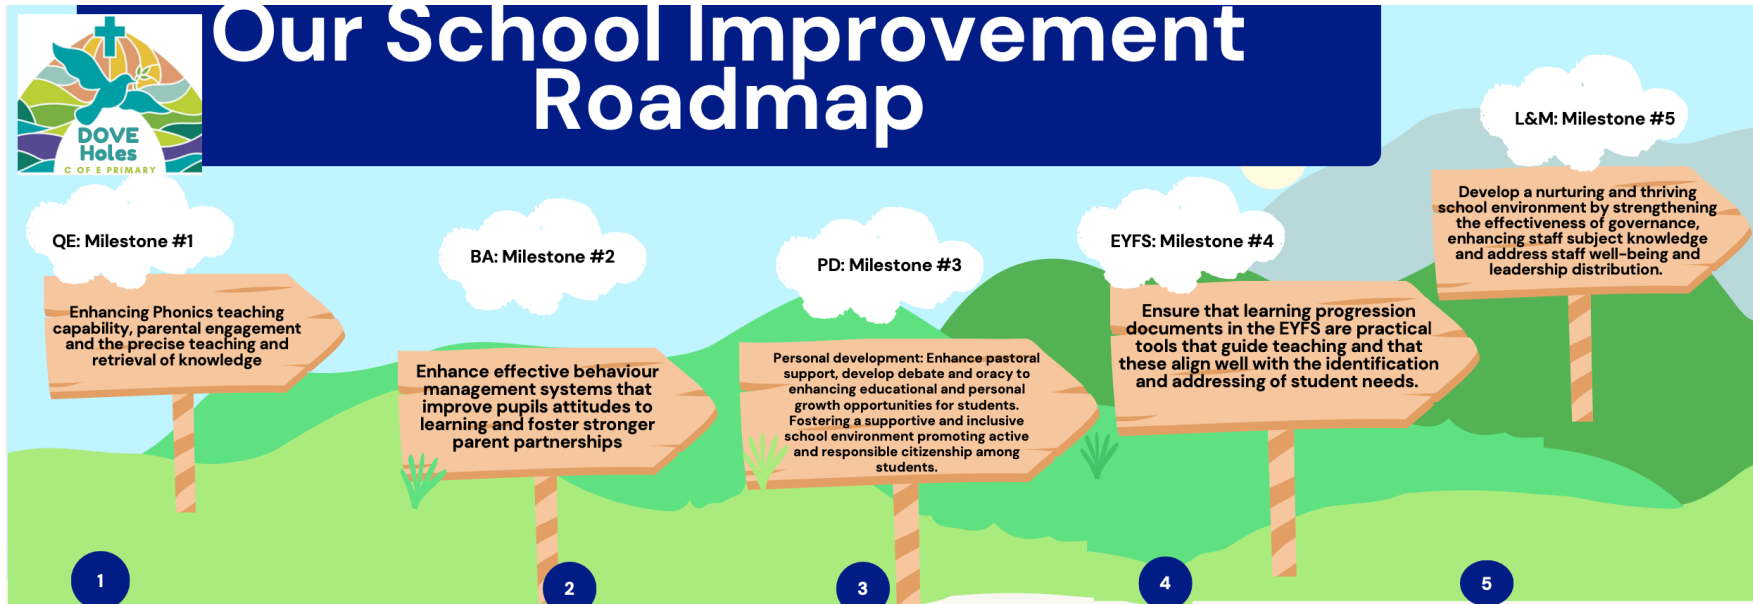 Our School Improvement
Roadmap
DOVE
Holes
C OF E PRIMARY
QE: Milestone #1
Enhancing Phonics teaching
capability, parental engagement
and the precise teaching and
retrieval of knowledge
BA: Milestone #2
Enhance effective behaviour
management systems that
improve pupils attitudes to
learning and foster stronger
parent partnerships
PD: Milestone #3
Personal development: Enhance pastoral
support, develop debate and oracy to
enhancing educational and personal
growth opportunities for students.
Fostering a supportive and inclusive
school environment promoting active
and responsible citizenship among
students.
EYFS: Milestone #4
Ensure that learning progression
documents in the EYFS are practical
tools that guide teaching and that
these align well with the identification
and addressing of student needs.
L&M: Milestone #5
Develop a nurturing and thriving
school environment by strengthening
the effectiveness of governance,
enhancing staff subject knowledge
and address staff well-being and
leadership distribution.
1
2
3
4
5